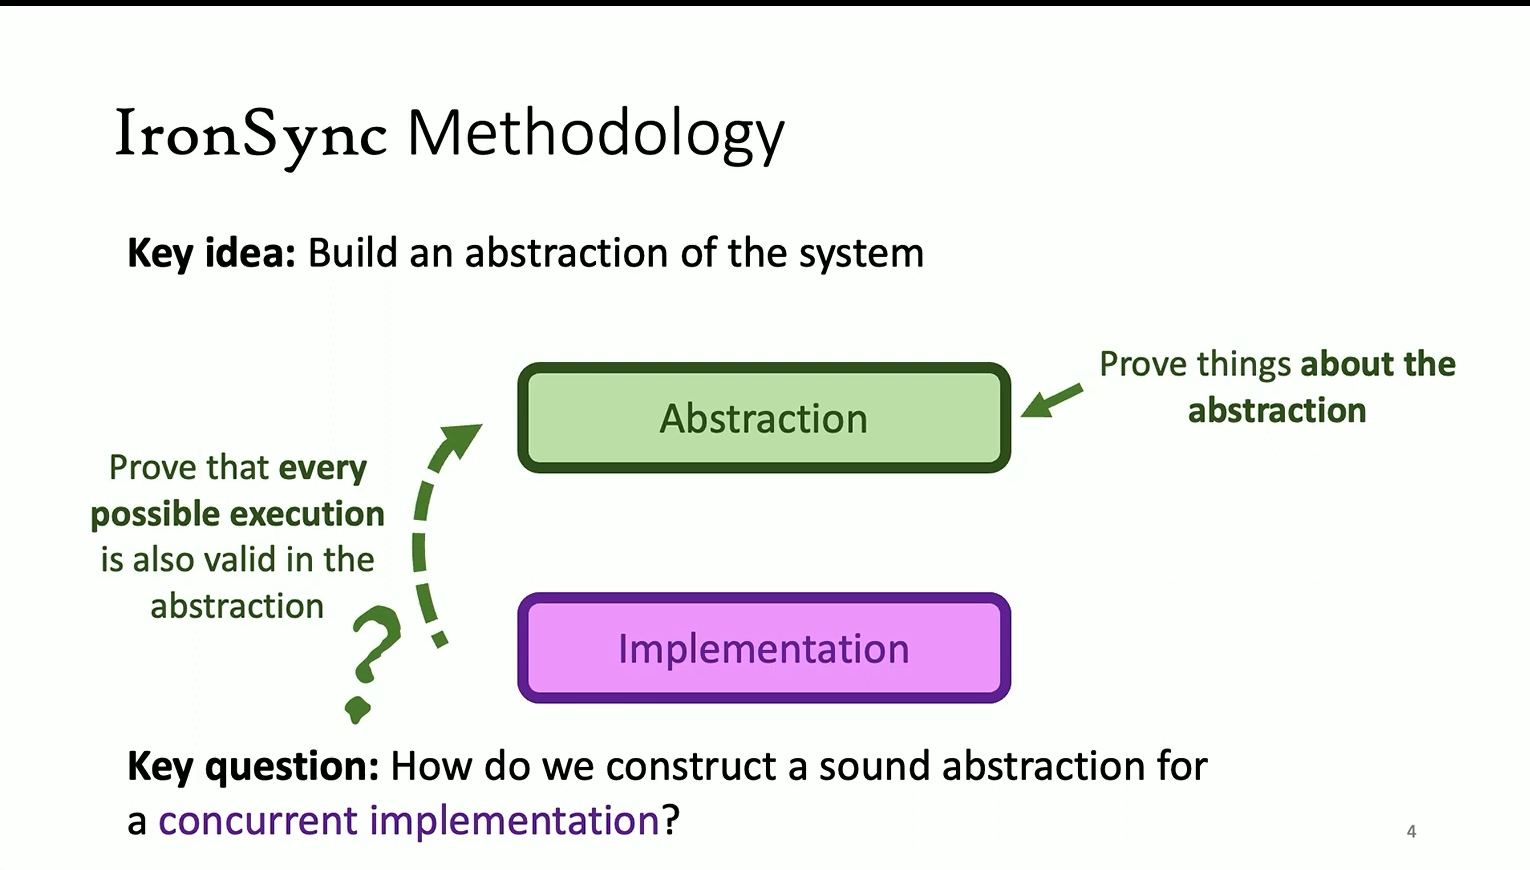 IronSync Methodology
Key idea: Build an abstraction of the system
Prove things about the
abstraction
Abstraction
Prove that every
possible execution
is also valid in the
abstraction
?
Implementation
Key question: How do we construct a sound abstraction for
a concurrent implementation?
4